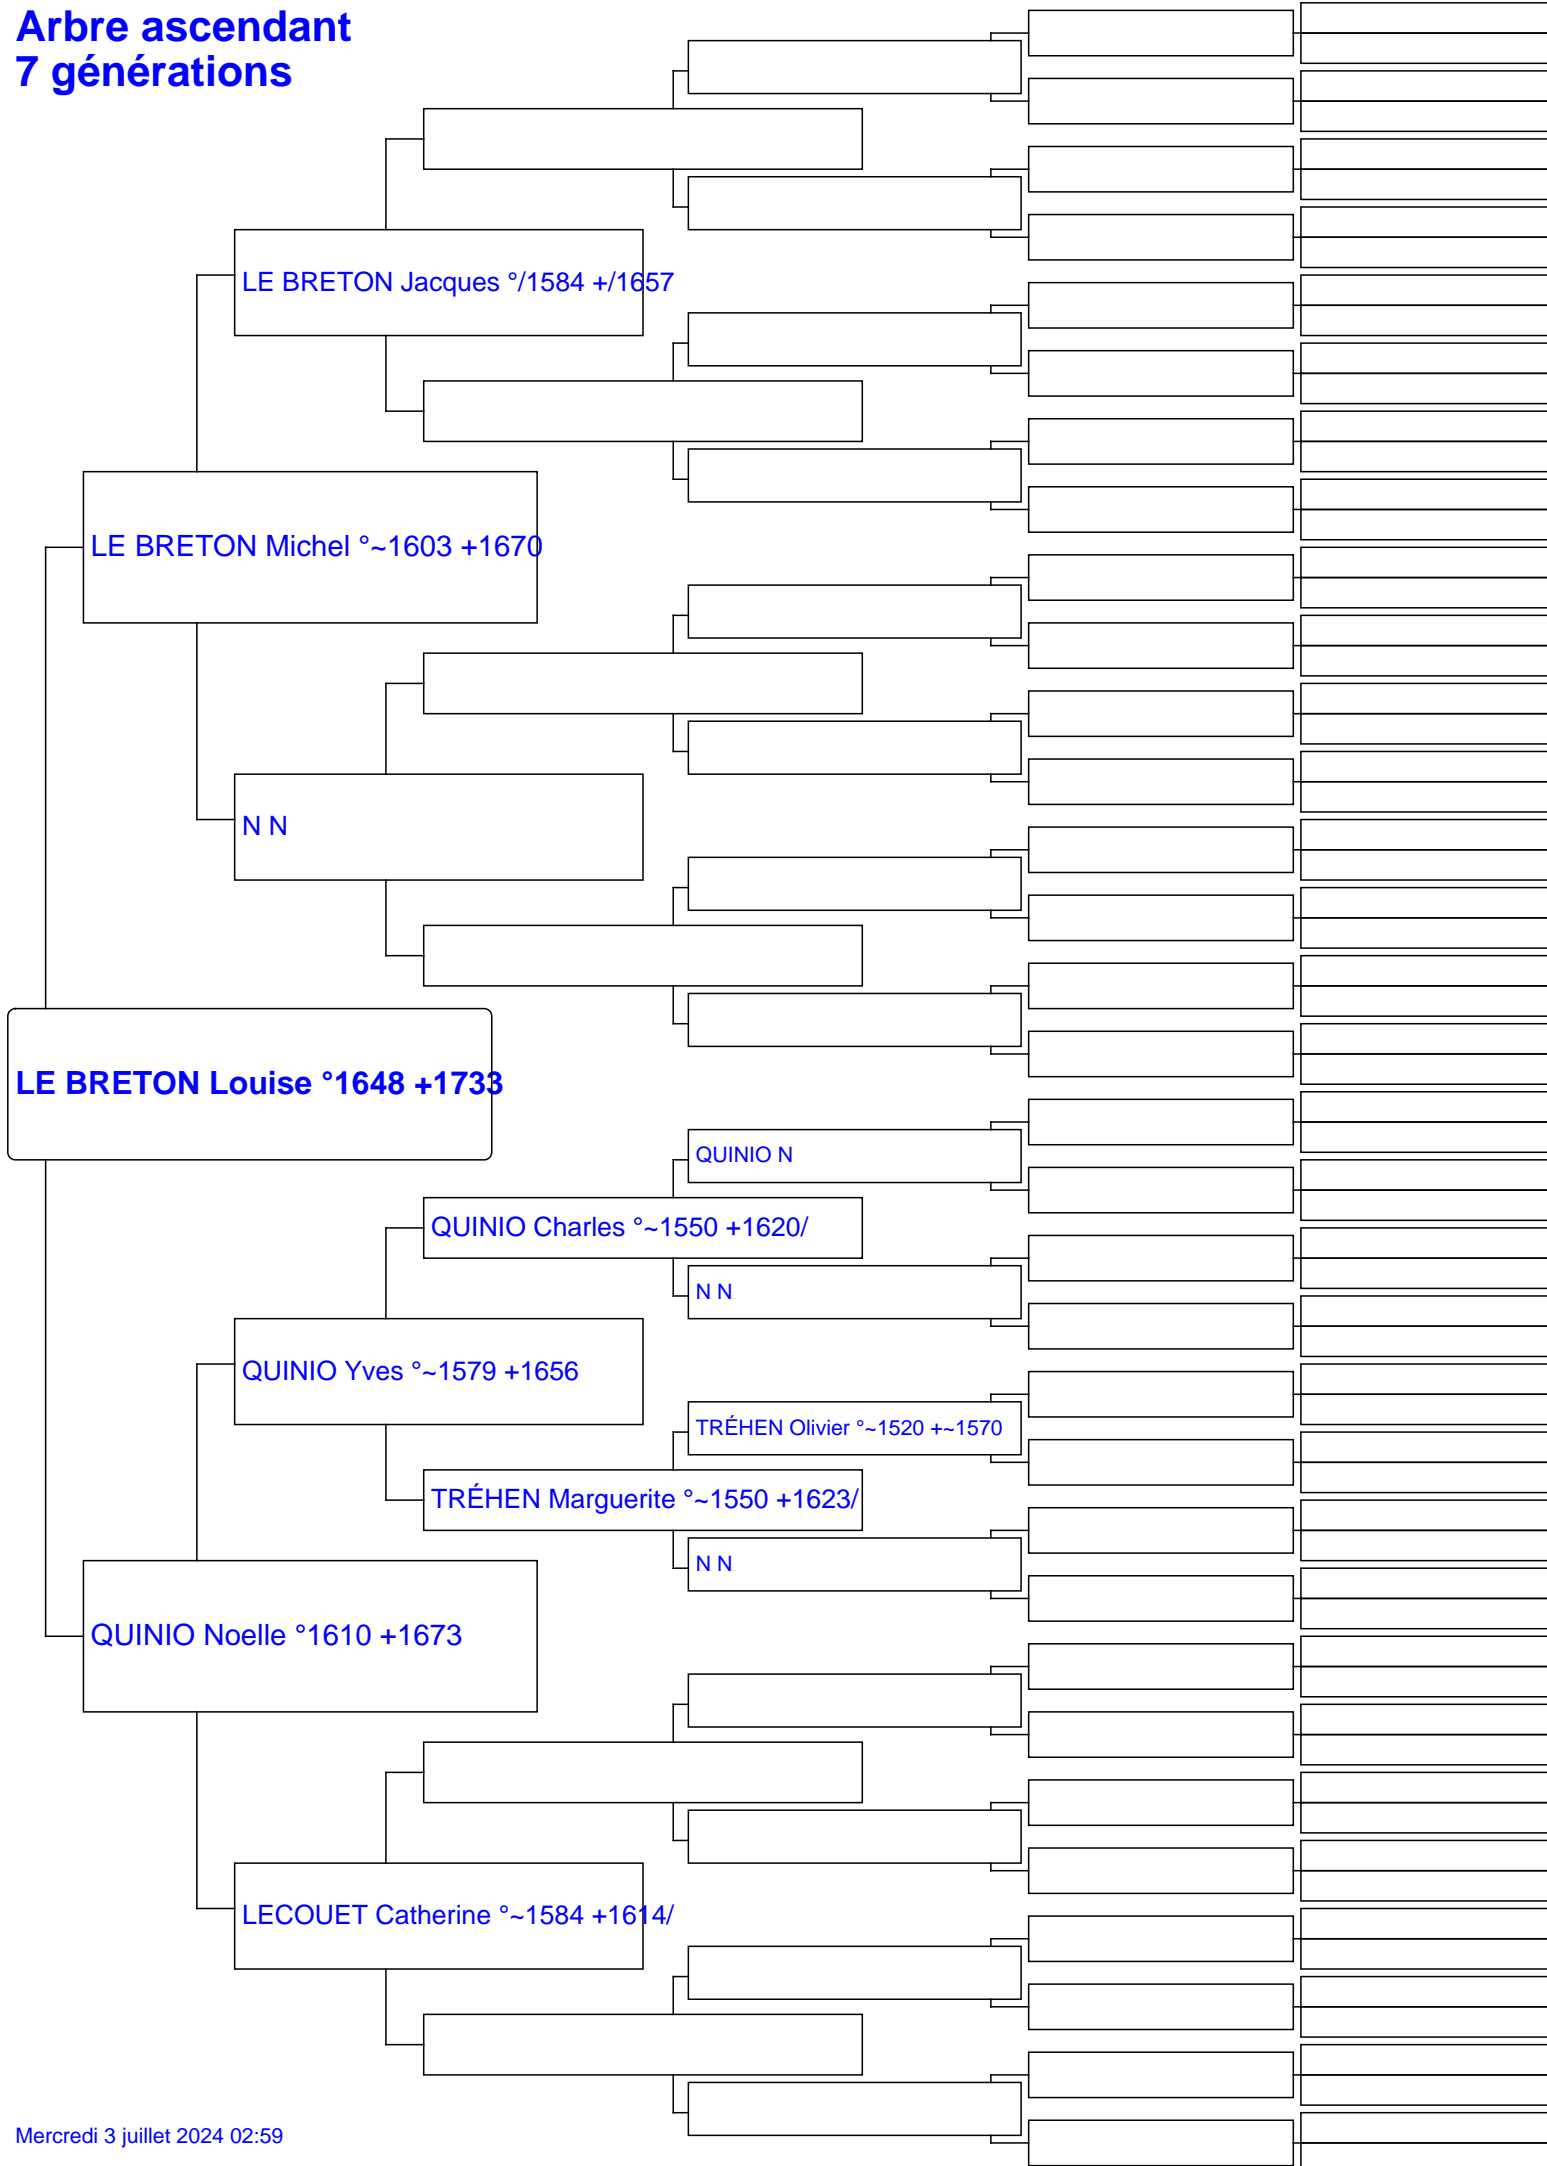 Arbre ascendant
7 générations
LE BRETON Jacques °/1584 +/1657
LE BRETON Michel °~1603 +1670
N N
LE BRETON Louise °1648 +1733
QUINIO N
QUINIO Charles °~1550 +1620/
N N
QUINIO Yves °~1579 +1656
TRÉHEN Olivier °~1520 +~1570
TRÉHEN Marguerite °~1550 +1623/
N N
QUINIO Noelle °1610 +1673
LECOUET Catherine °~1584 +1614/
Mercredi 3 juillet 2024 02:59